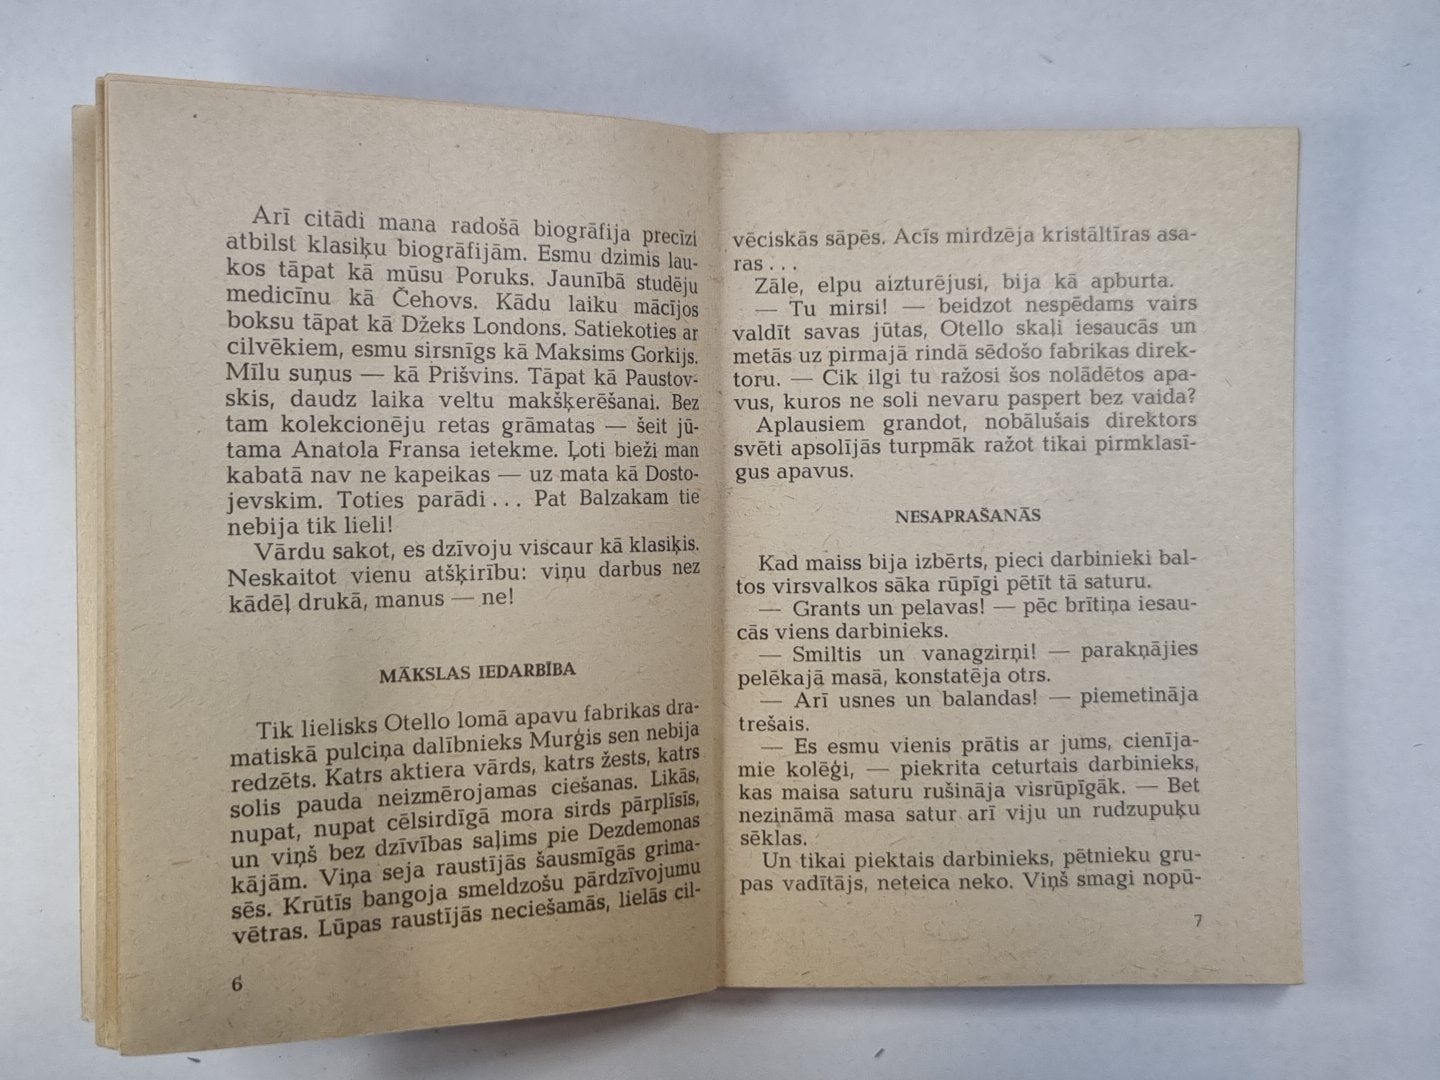 Arī citādi mana radošā biogrāfija precīzi
atbilst klasiķu biogrāfijām. Esmu dzimis lau-
kos tāpat kā mūsu Poruks. Jaunībā studēju
medicīnu kā Čehovs. Kādu laiku mācījos
boksu tāpat kā Džeks Londons. Satiekoties ar
cilvēkiem, esmu sirsnīgs kā Maksims Gorkijs.
Mīlu suņus — kā Prišvins. Tāpat kā Paustov-
skis, daudz laika veltu makšķerēšanai. Bez
tam kolekcionēju retas grāmatas — šeit jū-
tama Anatola Fransa ietekme. Ļoti bieži man
kabatā nav ne kapeikas — uz mata kā Dosto-
jevskim. Toties parādi... Pat Balzakam tie
nebija tik lieli!
Vārdu sakot, es dzīvoju viscaur kā klasiķis.
Neskaitot vienu atšķirību: viņu darbus nez
kādēļ drukā, manus — ne!
MĀKSLAS IEDARBĪBA
Tik lielisks Otello lomā apavu fabrikas dra-
matiskā pulciņa dalībnieks Murģis sen nebija
redzēts. Katrs aktiera vārds, katrs žests, katrs
solis pauda neizmērojamas ciešanas. Likās,
nupat, nupat cēlsirdīgā mora sirds pārplīsīs,
un viņš bez dzīvības saļims pie Dezdemonas
kājām. Viņa seja raustījās šausmīgās grima-
sēs. Krūtīs bangoja smeldzošu pārdzīvojumu
vētras. Lūpas raustījās neciešamās, lielās cil-
6
vēciskās sāpēs. Acīs mirdzēja kristāltīras asa-
ras...
Zāle, elpu aizturējusi, bija kā apburta.
— Tu mirsi! — beidzot nespēdams vairs
valdīt savas jūtas, Otello skaļi iesaucās un
metās uz pirmajā rindā sēdošo fabrikas direk-
toru. — Cik ilgi tu ražosi šos nolādētos apa-
vus, kuros ne soli nevaru paspert bez vaida?
Aplausiem grandot, nobālušais direktors
svēti apsolījās turpmāk ražot tikai pirmklasī-
gus apavus.
NESAPRAŠANĀS
Kad maiss bija izbērts, pieci darbinieki bal-
tos virsvalkos sāka rūpīgi pētīt tā saturu.
— Grants un pelavas! — pēc brītiņa iesau-
cās viens darbinieks.
— Smiltis un vanagzirņi! — parakņājies
pelēkajā masā, konstatēja otrs.
— Arī usnes un balandas! — piemetināja
trešais.
— Es esmu vienis prātis ar jums, cienīja-
mie kolēģi, — piekrita ceturtais darbinieks,
kas maisa saturu rušināja visrūpīgāk. — Bet
nezināmā masa satur arī viju un rudzupuķu
sēklas.
Un tikai piektais darbinieks, pētnieku gru-
pas vadītājs, neteica neko. Viņš smagi nopū-
7